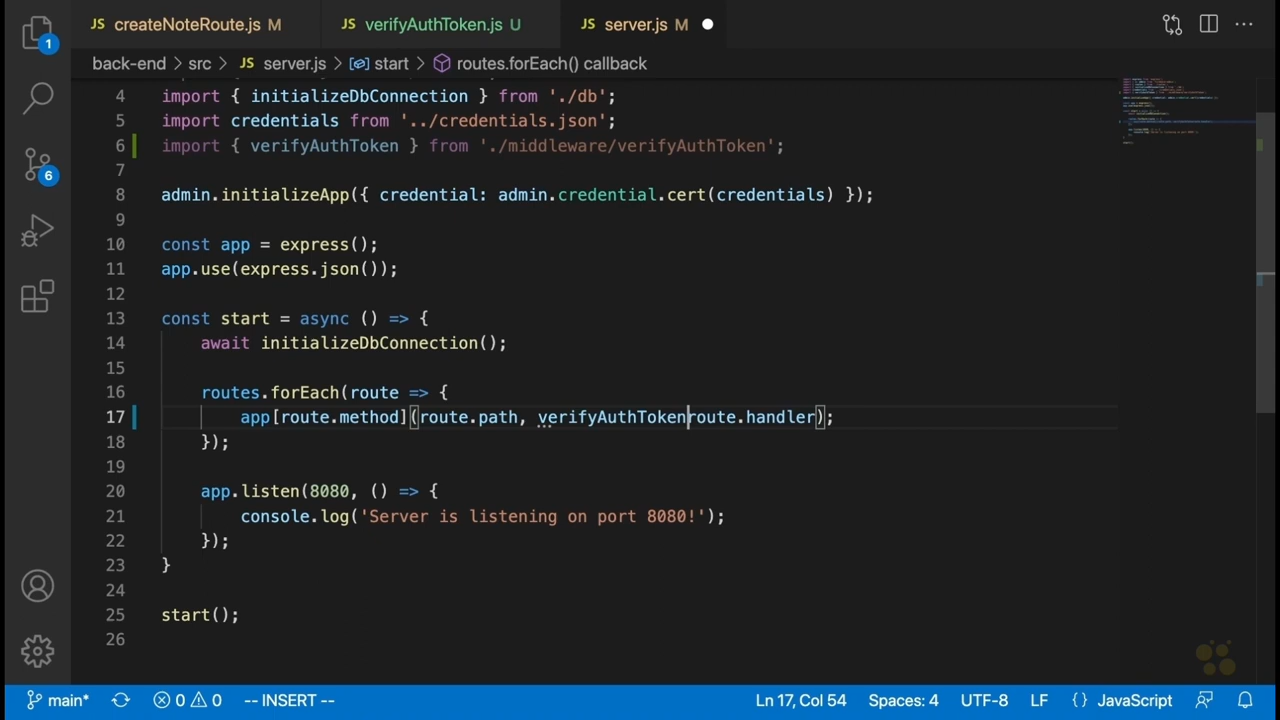 JS createNoteRoute.js M JS verifyAuthToken.js U JS server.js M
back-end > src > JS server.js > start > routes.forEach() callback
4 import { initializeDbConnection } from './db';
5 import credentials from '../credentials.json';
6 import { verifyAuthToken } from './middleware/verifyAuthToken';
7
8 admin.initializeApp({ credential: admin.credential.cert(credentials) });
9
10 const app = express();
11 app.use(express.json());
12
13 const start = async () => {
14 await initializeDbConnection();
15
16 routes.forEach(route => {
17 app[route.method](route.path, verifyAuthTokenroute.handler);
18 });
19
20 app.listen(8080, () => {
21 console.log('Server is listening on port 8080!');
22 });
23 }
24
25 start();
26
1
6
main* 0 0 -- INSERT -- Ln 17, Col 54 Spaces: 4 UTF-8 LF {} JavaScript